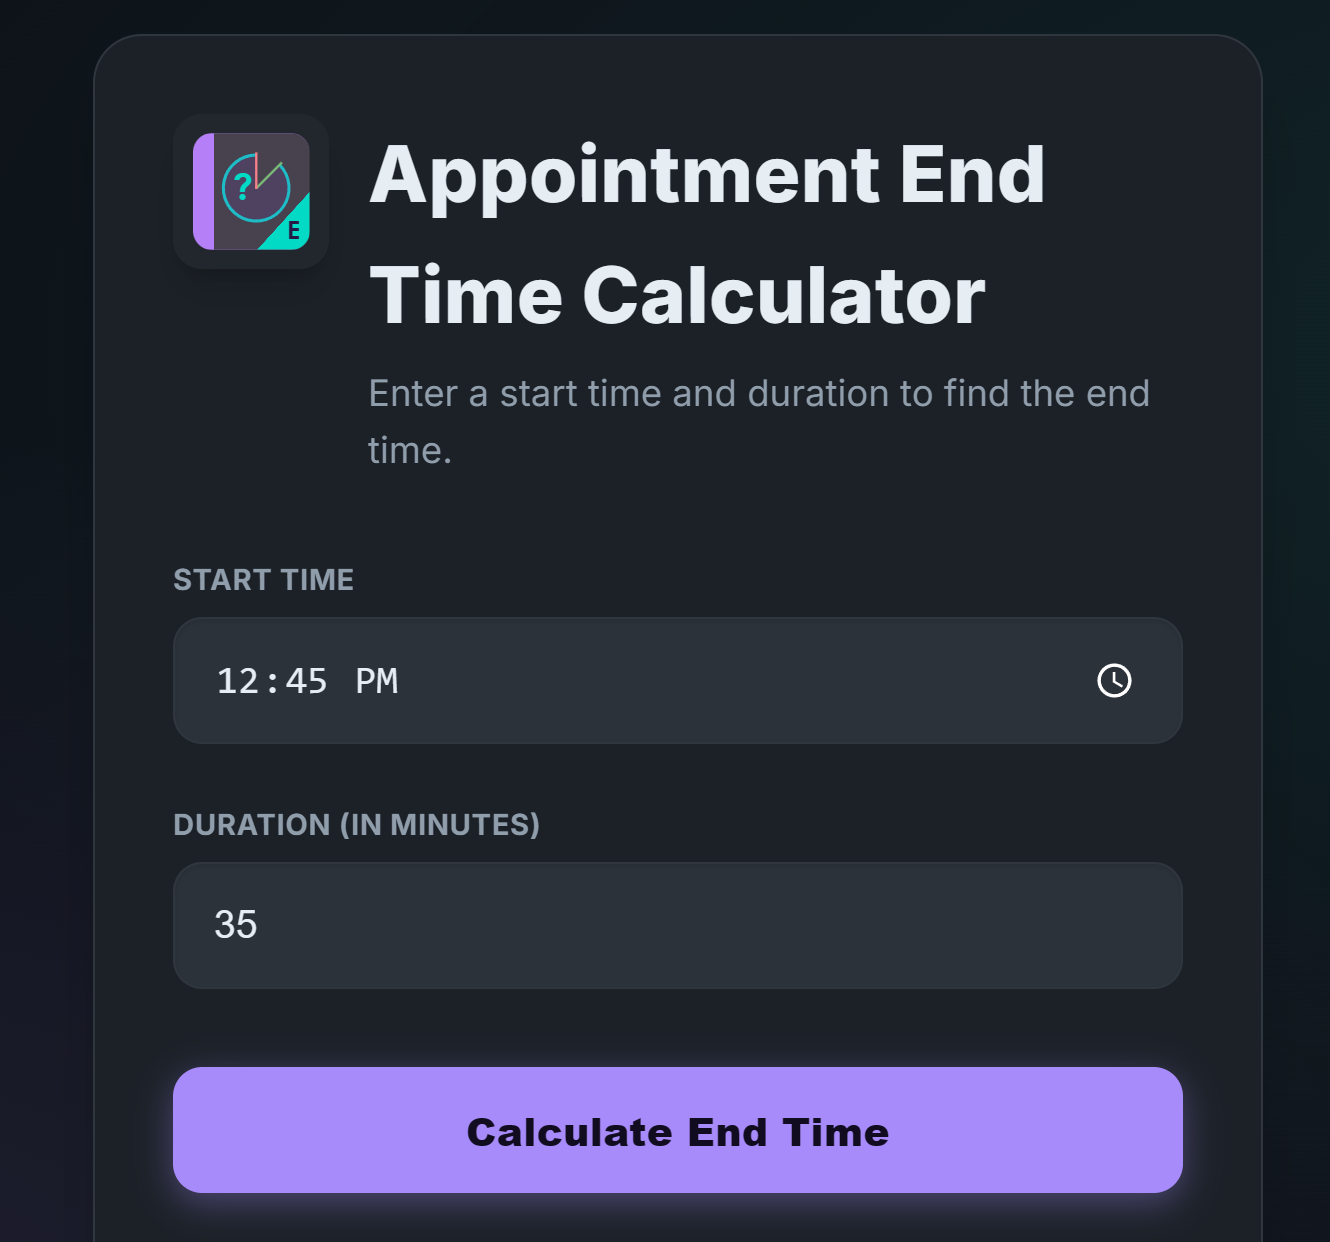 ?
E
Appointment End
Time Calculator
Enter a start time and duration to find the end
time.
START TIME
12:45 PM
DURATION (IN MINUTES)
35
Calculate End Time